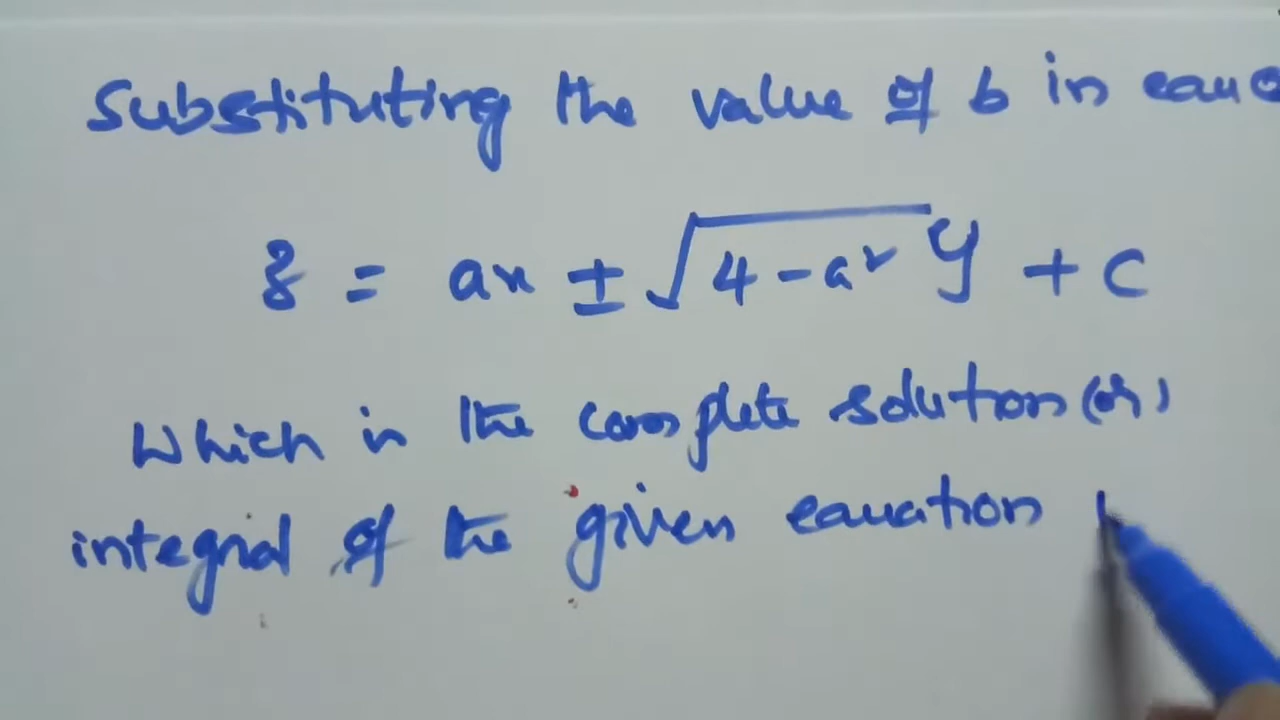 Substituting the value of b in
z = ax ± √4-a² y + c
Which is the complete solution (or)
integral of the given equation